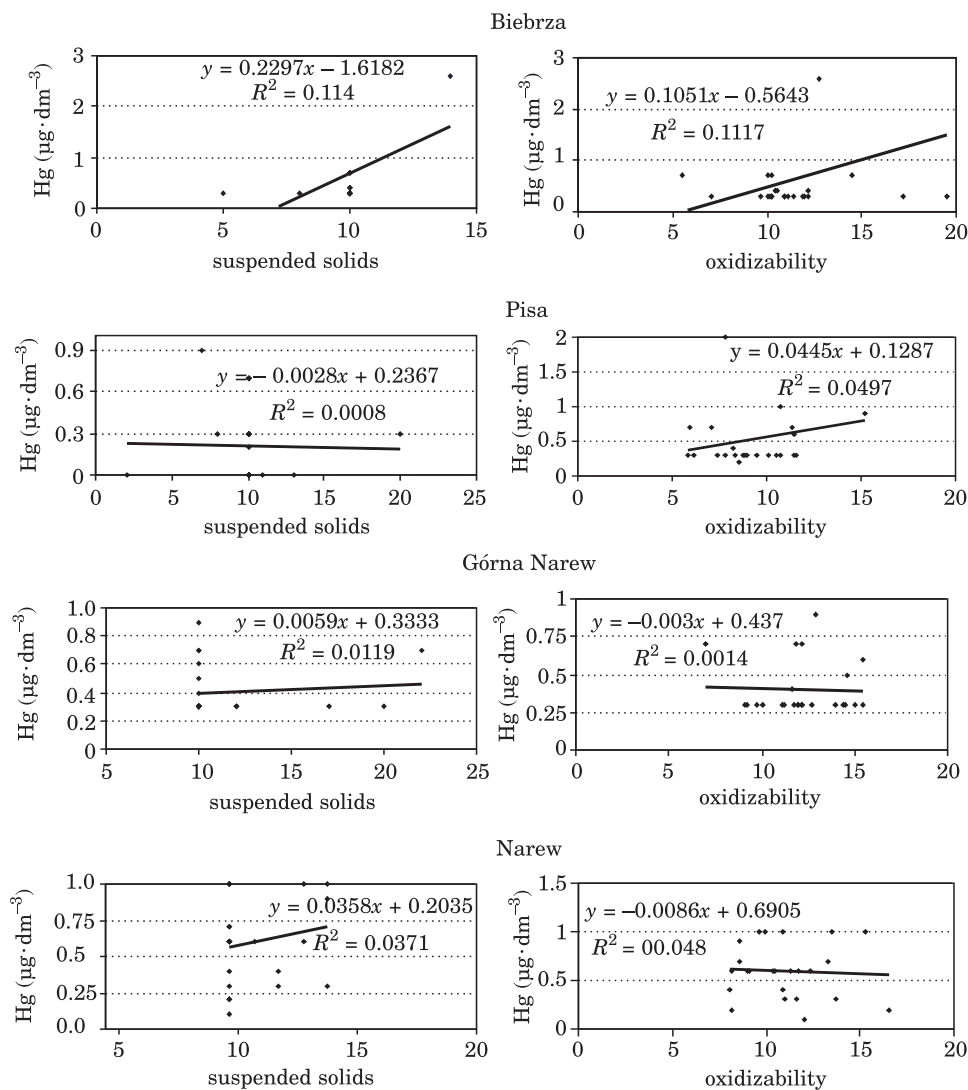 Biebrza
Hg (µg·dm⁻³)
3
2
1
0
y = 0.2297x – 1.6182
R² = 0.114
0 5 10 15
suspended solids
Hg (µg·dm⁻³)
3
2
1
0
y = 0.1051x – 0.5643
R² = 0.1117
0 5 10 15 20
oxidizability
Pisa
Hg (µg·dm⁻³)
0.9
0.6
0.3
0
y = – 0.0028x + 0.2367
R² = 0.0008
0 5 10 15 20 25
suspended solids
Hg (µg·dm⁻³)
2
1.5
1
0.5
0
y = 0.0445x + 0.1287
R² = 0.0497
0 5 10 15 20
oxidizability
Górna Narew
Hg (µg·dm⁻³)
1.0
0.8
0.6
0.4
0.3
0
y = 0.0059x + 0.3333
R² = 0.0119
5 10 15 20 25
suspended solids
Hg (µg·dm⁻³)
1
0.75
0.5
0.25
0
y = –0.003x + 0.437
R² = 0.0014
0 10 15 20
oxidizability
Narew
Hg (µg·dm⁻³)
1.0
0.75
0.5
0.25
0.0
y = 0.0358x + 0.2035
R² = 0.0371
5 10 15 20
suspended solids
Hg (µg·dm⁻³)
1.5
1
0.5
0
y = –0.0086x + 0.6905
R² = 00.048
0 5 10 15 20
oxidizability